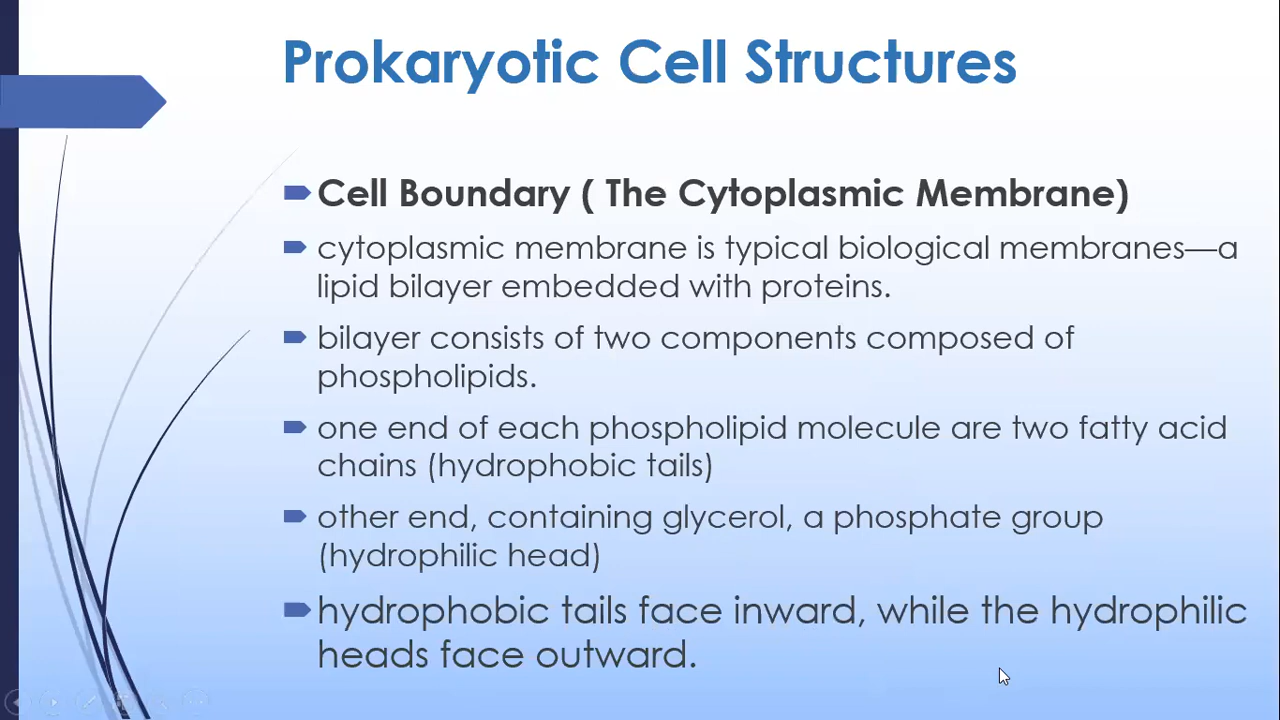 Prokaryotic Cell Structures
Cell Boundary ( The Cytoplasmic Membrane)
cytoplasmic membrane is typical biological membranes—a
lipid bilayer embedded with proteins.
bilayer consists of two components composed of
phospholipids.
one end of each phospholipid molecule are two fatty acid
chains (hydrophobic tails)
other end, containing glycerol, a phosphate group
(hydrophilic head)
hydrophobic tails face inward, while the hydrophilic
heads face outward.